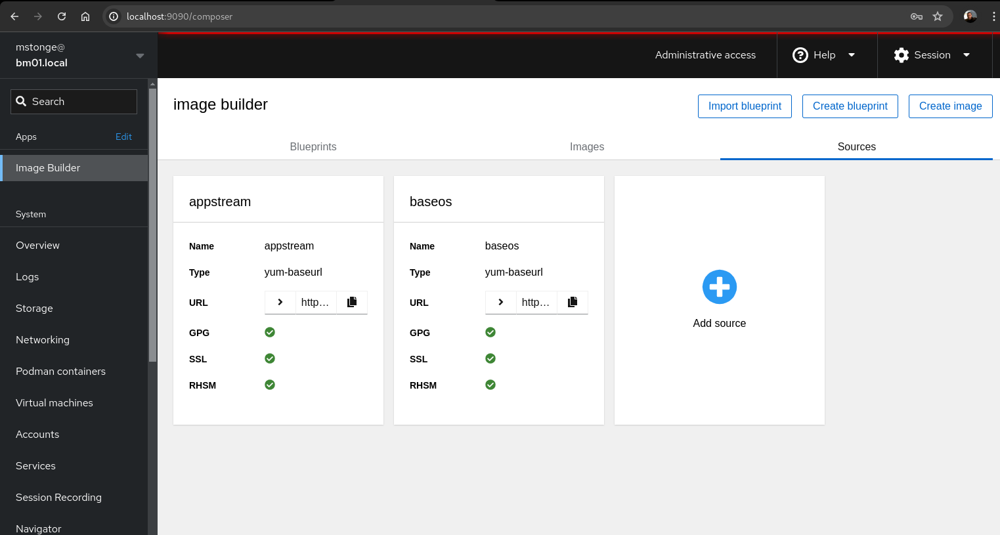 localhost:9090/composer
mstonge@
bm01.local
Administrative access
Help
Session
Search
Apps
Edit
Image Builder
System
Overview
Logs
Storage
Networking
Podman containers
Virtual machines
Accounts
Services
Session Recording
Navigator
image builder
Import blueprint
Create blueprint
Create image
Blueprints
Images
Sources
appstream
Name appstream
Type yum-baseurl
URL http...
GPG
SSL
RHSM
baseos
Name baseos
Type yum-baseurl
URL http...
GPG
SSL
RHSM
Add source